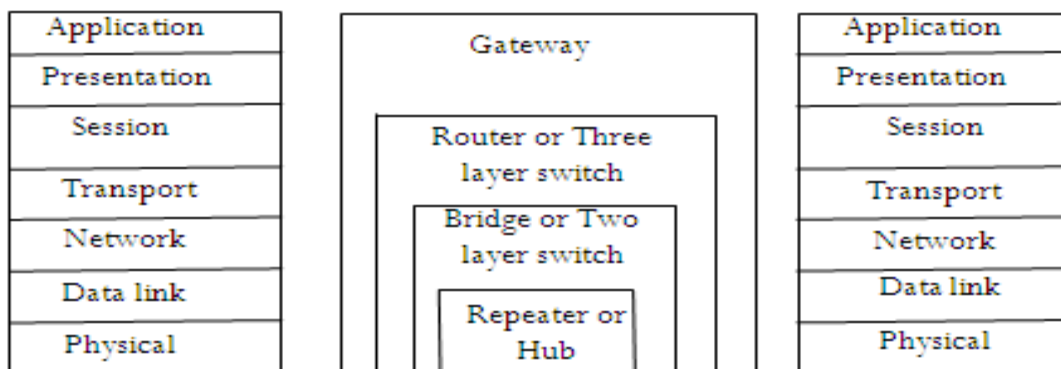 Application
Presentation
Session
Transport
Network
Data link
Physical
Gateway
Router or Three
layer switch
Bridge or Two
layer switch
Repeater or
Hub
Application
Presentation
Session
Transport
Network
Data link
Physical